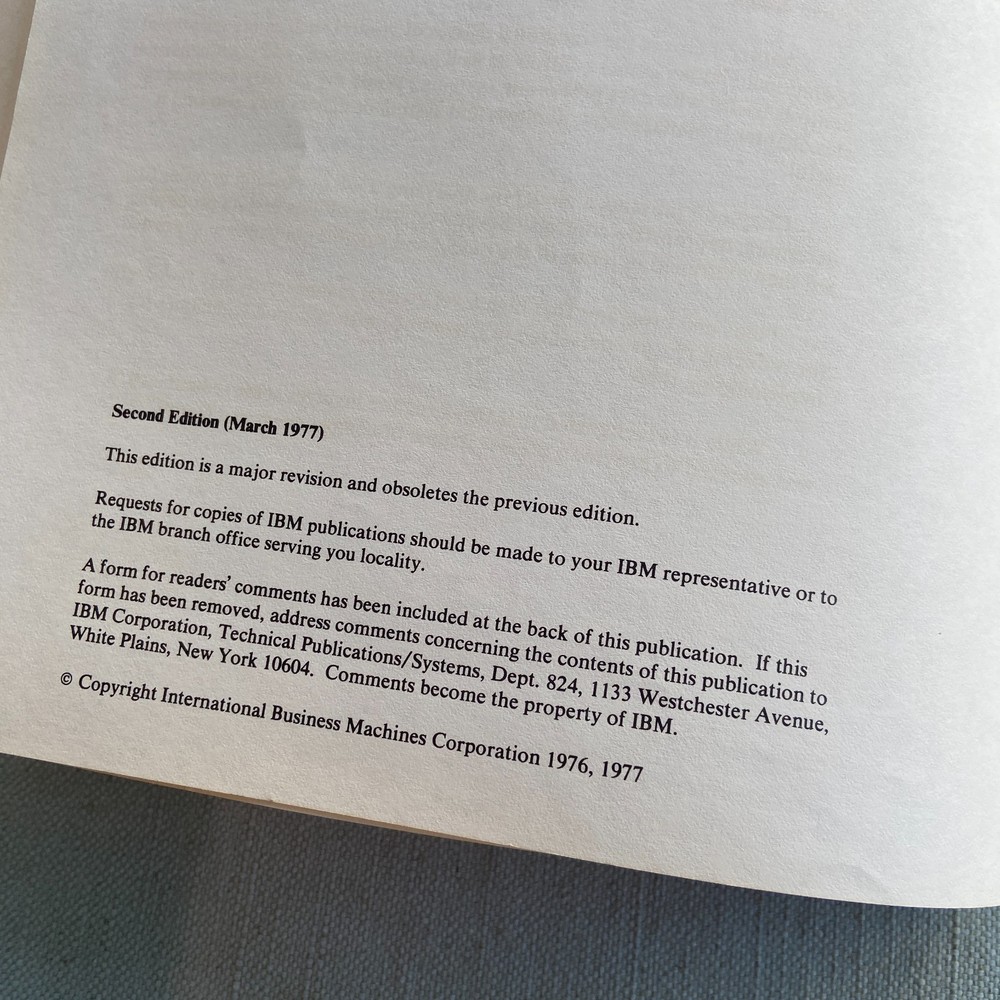 Second Edition (March 1977)
This edition is a major revision and obsoletes the previous edition.
Requests for copies of IBM publications should be made to your IBM representative or to
the IBM branch office serving you locality.
A form for readers' comments has been included at the back of this publication. If this
form has been removed, address comments concerning the contents of this publication to
IBM Corporation, Technical Publications/Systems, Dept. 824, 1133 Westchester Avenue,
White Plains, New York 10604. Comments become the property of IBM.
© Copyright International Business Machines Corporation 1976, 1977